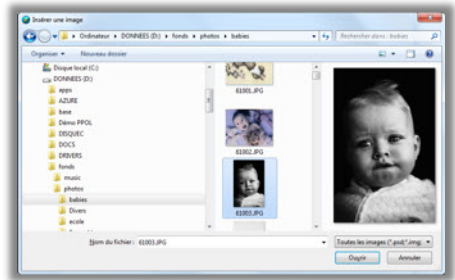 Insérer une image
Ordinateur ▸ DONNEES (D:) ▸ fonds ▸ photos ▸ babies
Rechercher dans : babies
Organiser
Nouveau dossier
Disque local (C:)
DONNEES (D:)
apps
AZURE
base
Démo PPOL
DISQUEC
DOCS
DRIVERS
fonds
music
photos
babies
Divers
ecole
61001.JPG
61002.JPG
61003.JPG
Nom du fichier : 61003.JPG
Toutes les images (*.psd;*.img;
Ouvrir
Annuler